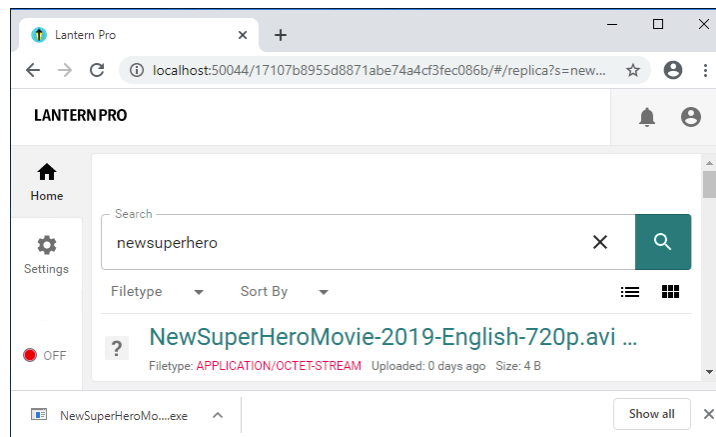 Lantern Pro
localhost:50044/17107b8955d8871abe74a4cf3fec086b/#/replica?s=new...
LANTERN PRO
Home
Search
newsuperhero
Settings
Filetype
Sort By
?
NewSuperHeroMovie-2019-English-720p.avi ...
Filetype: APPLICATION/OCTET-STREAM Uploaded: 0 days ago Size: 4 B
OFF
NewSuperHeroMo....exe
Show all